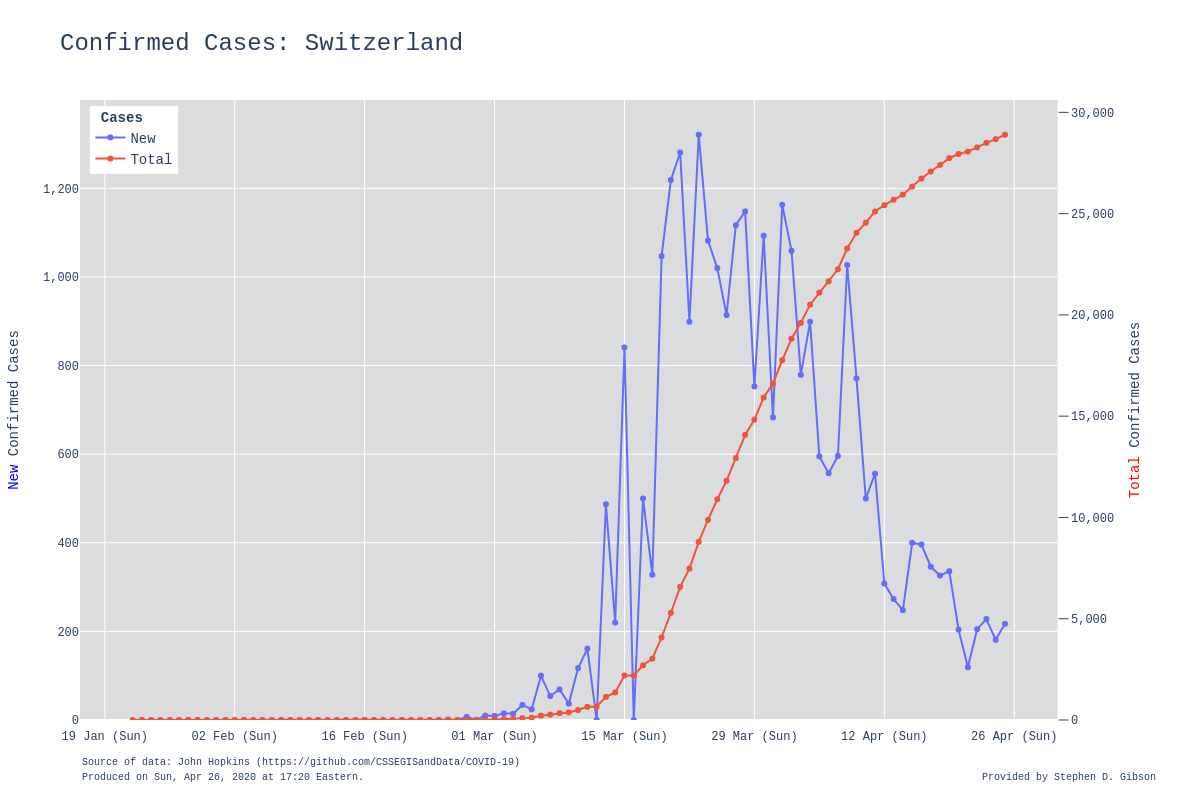 Confirmed Cases: Switzerland
Cases
New
Total
1,200
1,000
800
600
400
200
0
30,000
25,000
20,000
15,000
10,000
5,000
0
New Confirmed Cases
Total Confirmed Cases
19 Jan (Sun) 02 Feb (Sun) 16 Feb (Sun) 01 Mar (Sun) 15 Mar (Sun) 29 Mar (Sun) 12 Apr (Sun) 26 Apr (Sun)
Source of data: John Hopkins (https://github.com/CSSEGISandData/COVID-19)
Produced on Sun, Apr 26, 2020 at 17:20 Eastern.
Provided by Stephen D. Gibson